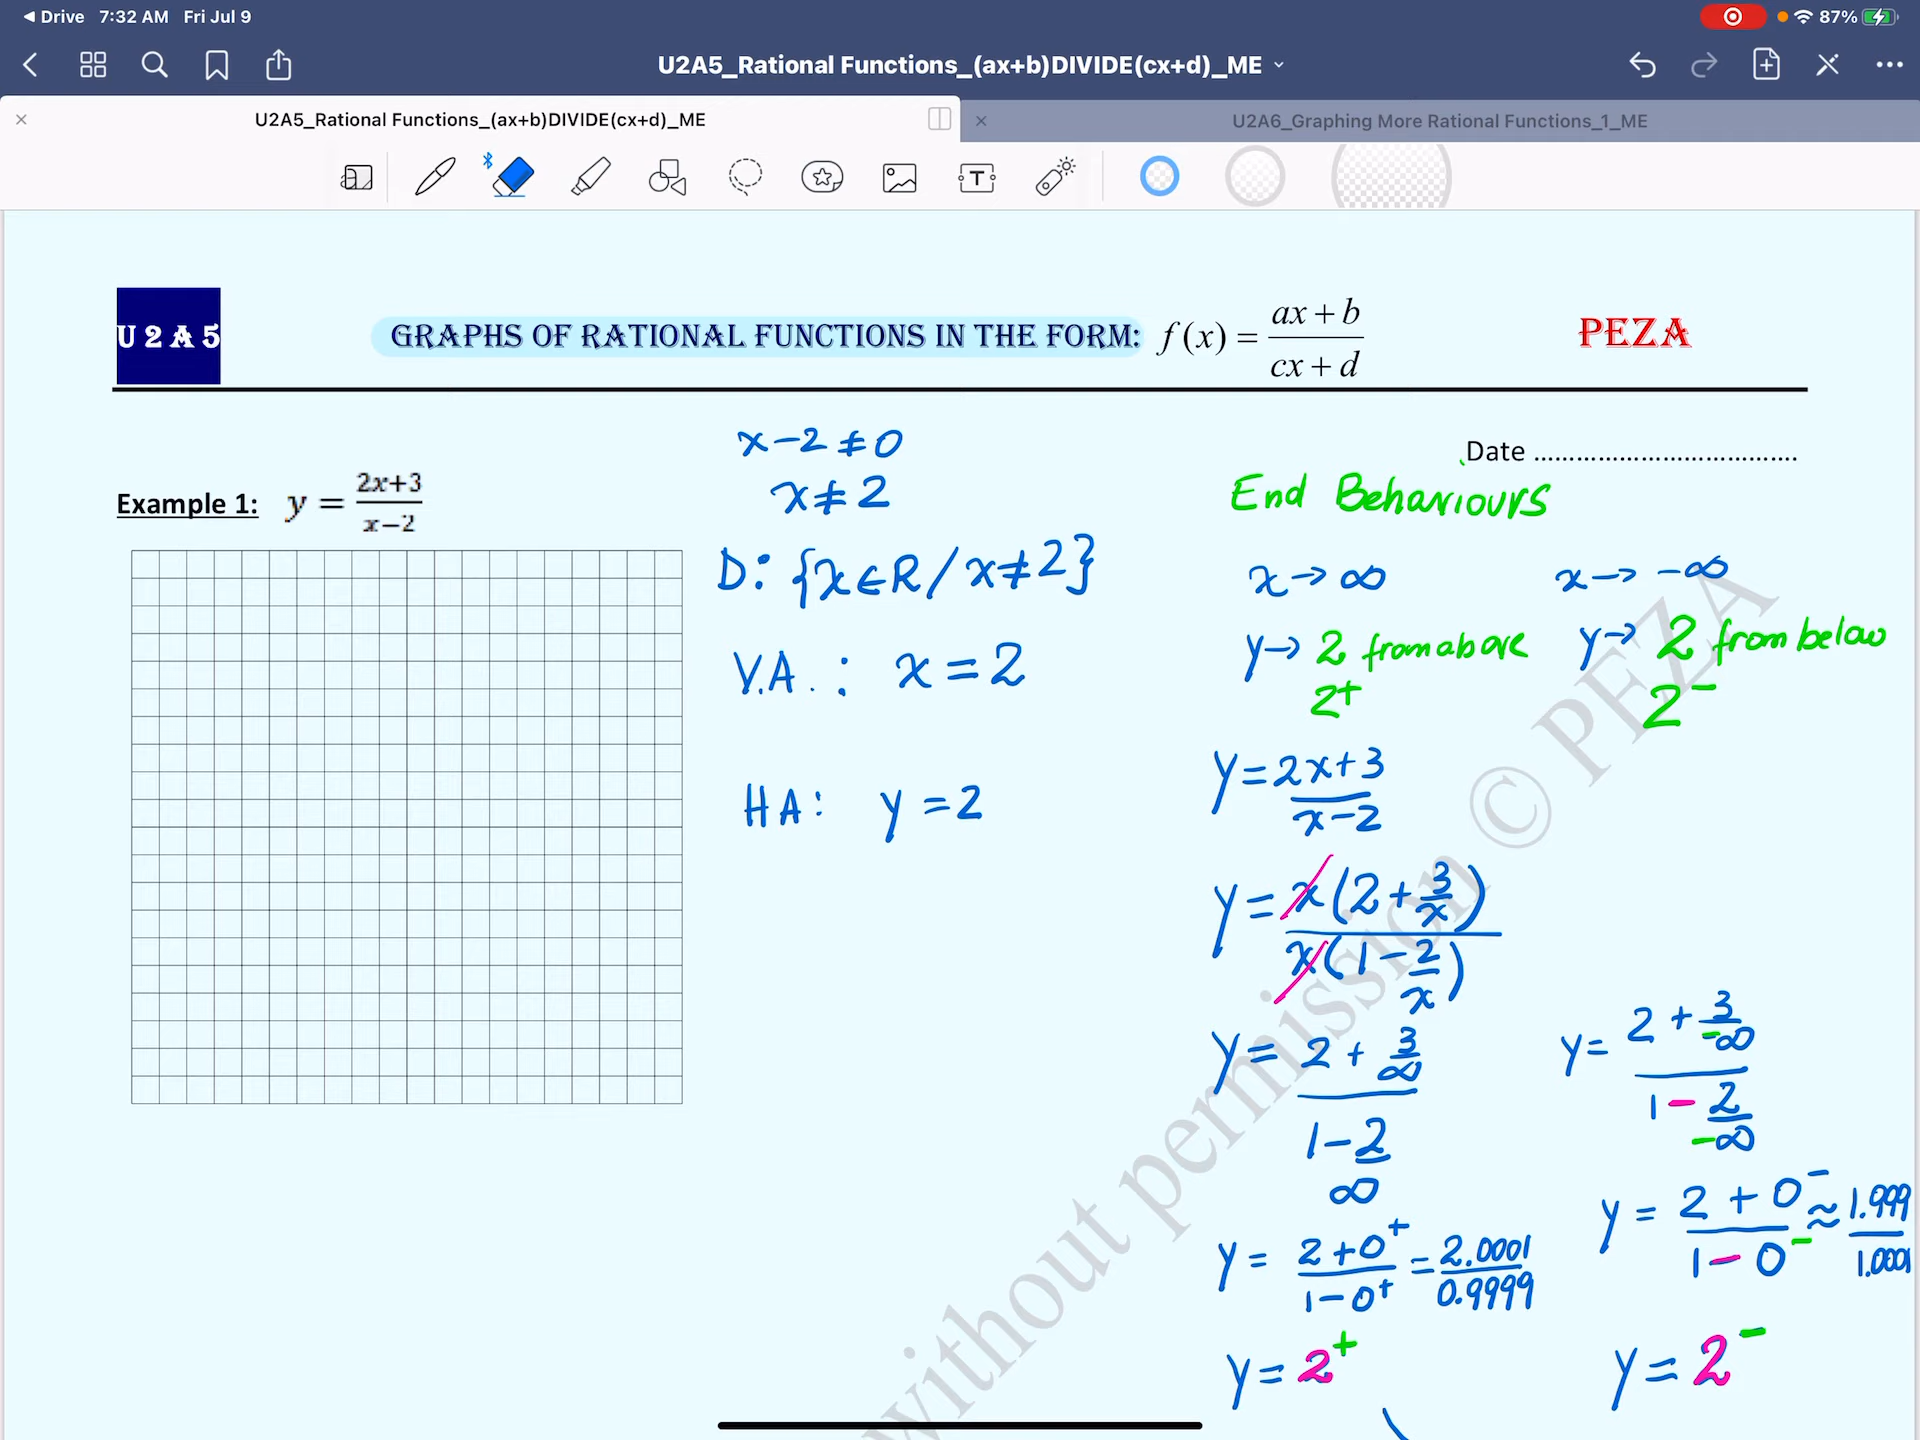 Drive 7:32 AM Fri Jul 9
87%
U2A5_Rational Functions_(ax+b)DIVIDE(cx+d)_ME
U2A5_Rational Functions_(ax+b)DIVIDE(cx+d)_ME
U2A6_Graphing More Rational Functions_1_ME
U2A5
GRAPHS OF RATIONAL FUNCTIONS IN THE FORM: f(x) = (ax + b)/(cx + d)
PEZA
Date ....................................
Example 1: y = (2x+3)/(x−2)
x−2 ≠ 0
x ≠ 2
D: {x∈R / x≠2}
V.A.: x = 2
HA: y = 2
End Behaviours
x → ∞
y → 2 from above
2⁺
x → −∞
y → 2 from below
2⁻
y = (2x+3)/(x−2)
y = x(2 + 3/x)/x(1 − 2/x)
y = (2 + 3/∞)/(1 − 2/∞)
y = (2 + 0⁺)/(1 − 0⁺) = 2.0001/0.9999
y = 2⁺
y = (2 + 3/−∞)/(1 − 2/−∞)
y = (2 + 0⁻)/(1 − 0⁻) ≈ 1.999/1.0001
y = 2⁻
without permission © PEZA